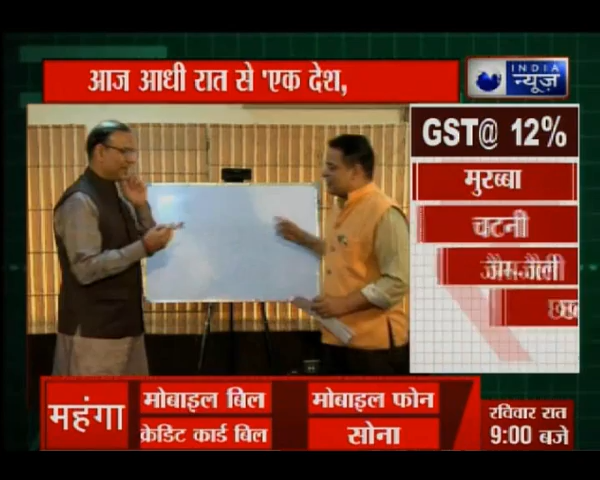 आज आधी रात से 'एक देश,
INDIA
न्यूज़
GST@ 12%
मुरब्बा
चटनी
जैम-जैली
महंगा
मोबाइल बिल
मोबाइल फोन
क्रेडिट कार्ड बिल
सोना
रविवार रात
9:00 बजे